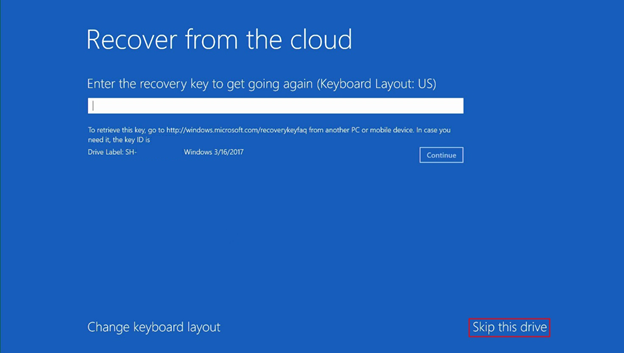 Recover from the cloud
Enter the recovery key to get going again (Keyboard Layout: US)
To retrieve this key, go to http://windows.microsoft.com/recoverykeyfaq from another PC or mobile device. In case you
need it, the key ID is
Drive Label: SH- Windows 3/16/2017
Continue
Change keyboard layout Skip this drive